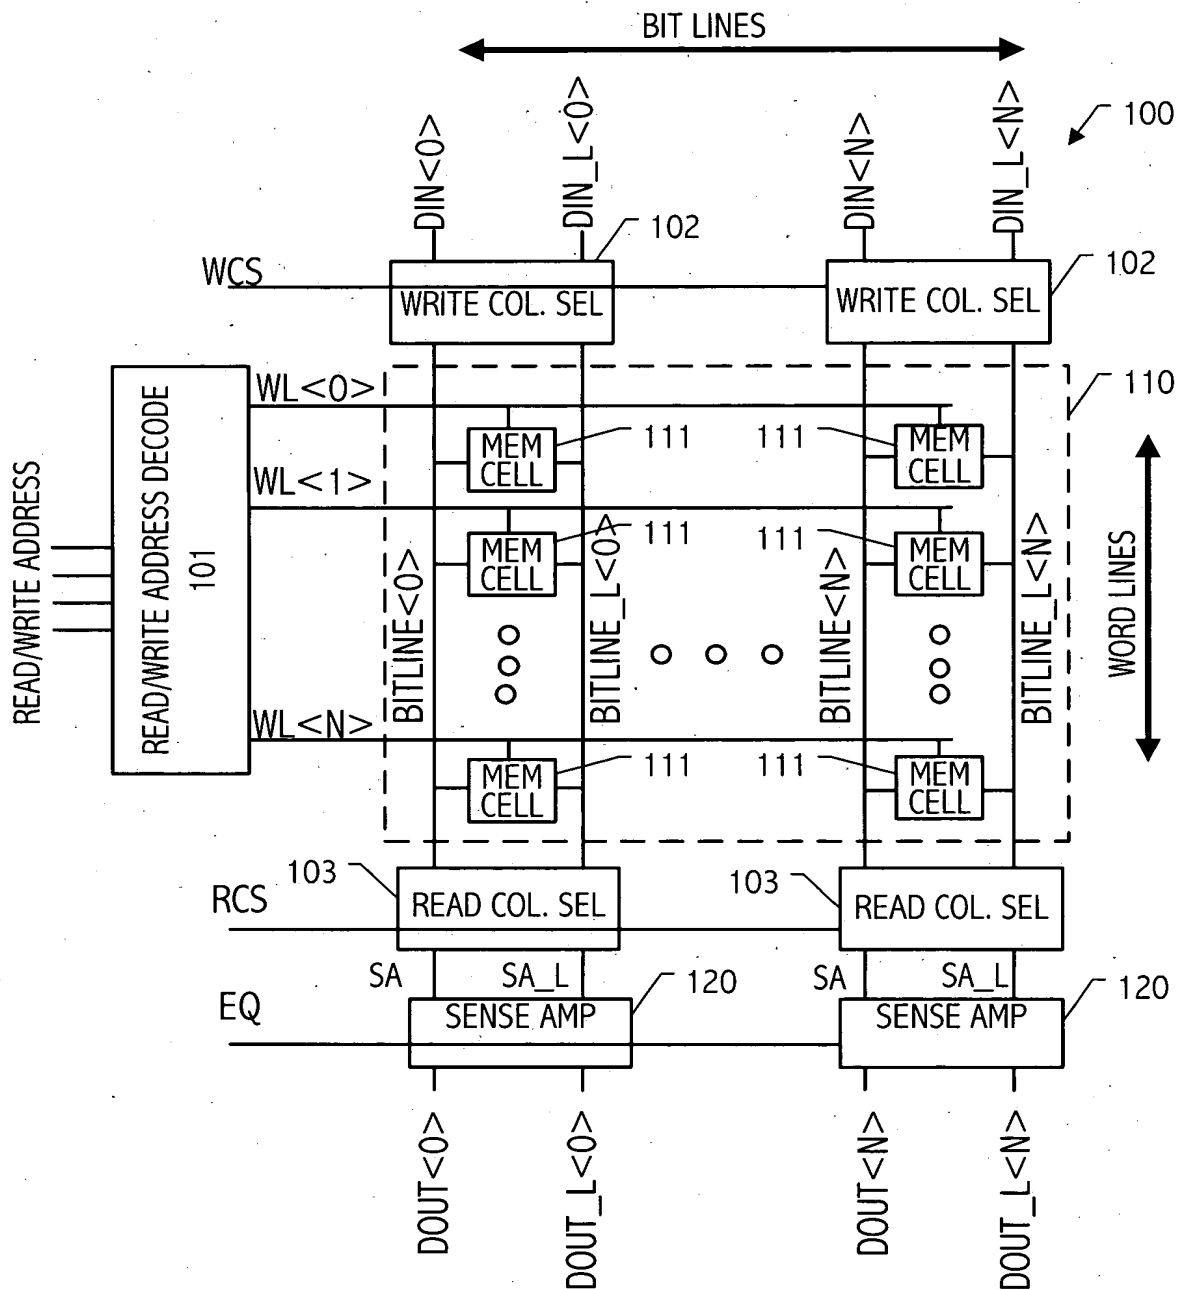 BIT LINES
100
DIN<0>
DIN_L<0>
DIN<N>
DIN_L<N>
102
102
WCS
WRITE COL. SEL
WRITE COL. SEL
110
READ/WRITE ADDRESS
READ/WRITE ADDRESS DECODE
101
WL<0>
MEM
CELL
111
111
MEM
CELL
WL<1>
MEM
CELL
111
111
MEM
CELL
BITLINE<0>
BITLINE_L<0>
BITLINE<N>
BITLINE_L<N>
WORD LINES
WL<N>
MEM
CELL
111
111
MEM
CELL
103
103
RCS
READ COL. SEL
READ COL. SEL
SA
SA_L
120
SA
SA_L
120
EQ
SENSE AMP
SENSE AMP
DOUT<0>
DOUT_L<0>
DOUT<N>
DOUT_L<N>